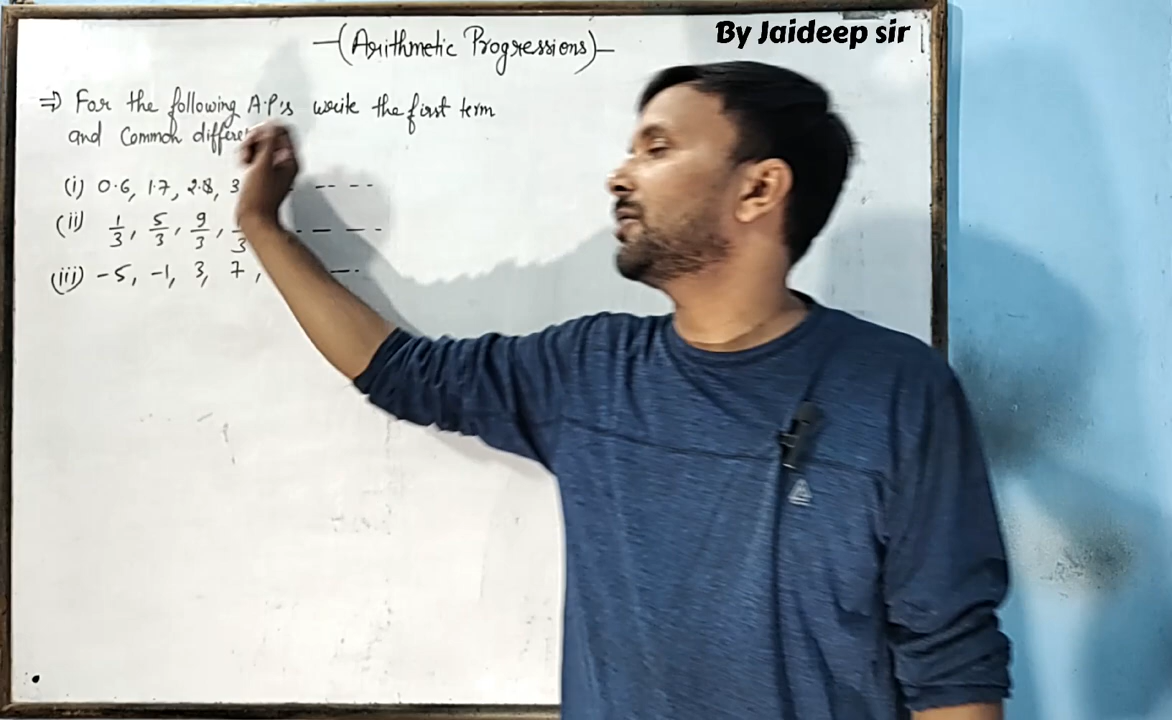 By Jaideep sir
—(Arithmetic Progressions)—
⇒ For the following A.P's write the first term
and Common
(i) 0.6, 1.7, 2.8, 3 -- - -
(ii) 1/3, 5/3, 9/3, /3 - — — -
(iii) -5, -1, 3, 7, —-